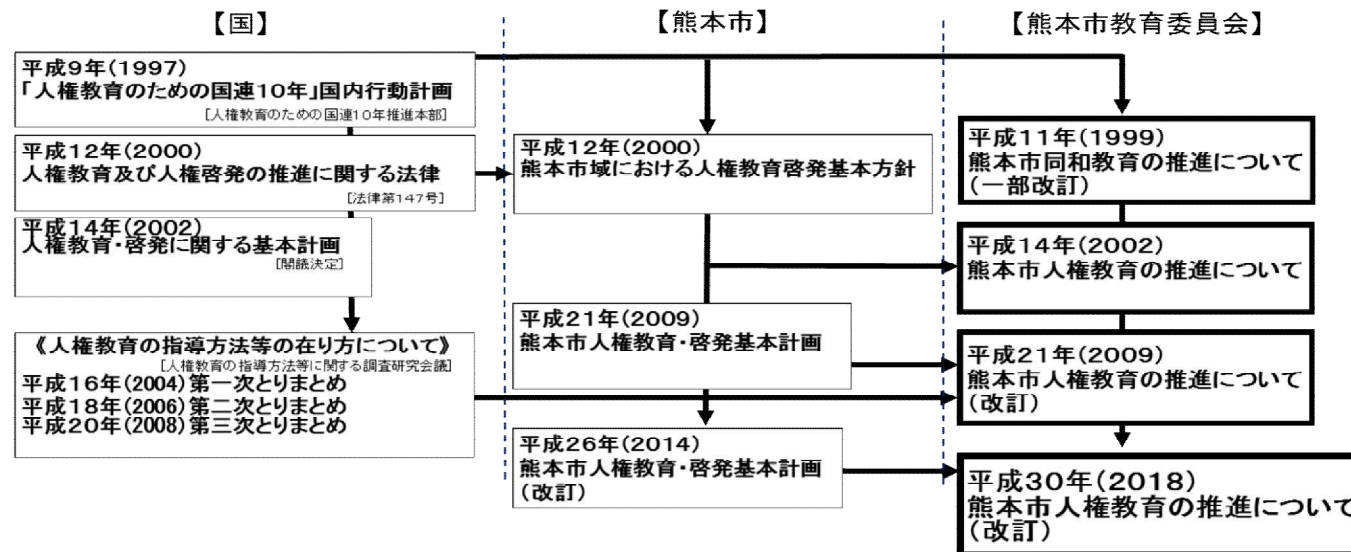 【国】
平成9年(1997)
「人権教育のための国連10年」国内行動計画
[人権教育のための国連10年推進本部]
平成12年(2000)
人権教育及び人権啓発の推進に関する法律
[法律第147号]
平成14年(2002)
人権教育・啓発に関する基本計画
[閣議決定]
《人権教育の指導方法等の在り方について》
[人権教育の指導方法等に関する調査研究会議]
平成16年(2004)第一次とりまとめ
平成18年(2006)第二次とりまとめ
平成20年(2008)第三次とりまとめ
【熊本市】
平成12年(2000)
熊本市域における人権教育啓発基本方針
平成21年(2009)
熊本市人権教育・啓発基本計画
平成26年(2014)
熊本市人権教育・啓発基本計画
(改訂)
【熊本市教育委員会】
平成11年(1999)
熊本市同和教育の推進について
(一部改訂)
平成14年(2002)
熊本市人権教育の推進について
平成21年(2009)
熊本市人権教育の推進について
(改訂)
平成30年(2018)
熊本市人権教育の推進について
(改訂)